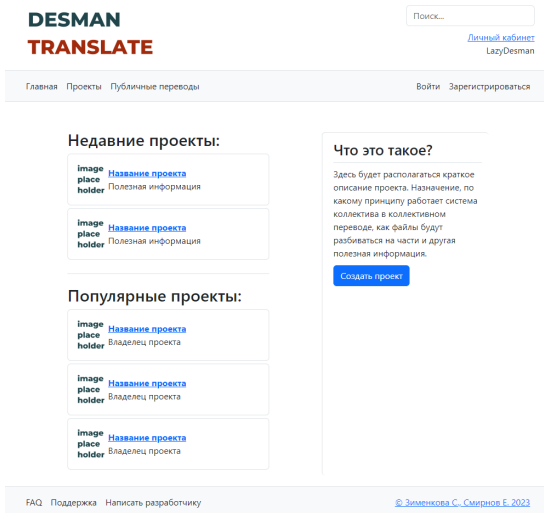 DESMAN
TRANSLATE
Поиск...
Личный кабинет
LazyDesman
Главная Проекты Публичные переводы
Войти Зарегистрироваться
Недавние проекты:
image
place
holder
Название проекта
Полезная информация
image
place
holder
Название проекта
Полезная информация
Популярные проекты:
image
place
holder
Название проекта
Владелец проекта
image
place
holder
Название проекта
Владелец проекта
image
place
holder
Название проекта
Владелец проекта
Что это такое?
Здесь будет располагаться краткое
описание проекта. Назначение, по
какому принципу работает система
коллектива в коллективном
переводе, как файлы будут
разбиваться на части и другая
полезная информация.
Создать проект
FAQ Поддержка Написать разработчику
© Зименкова С., Смирнов Е. 2023